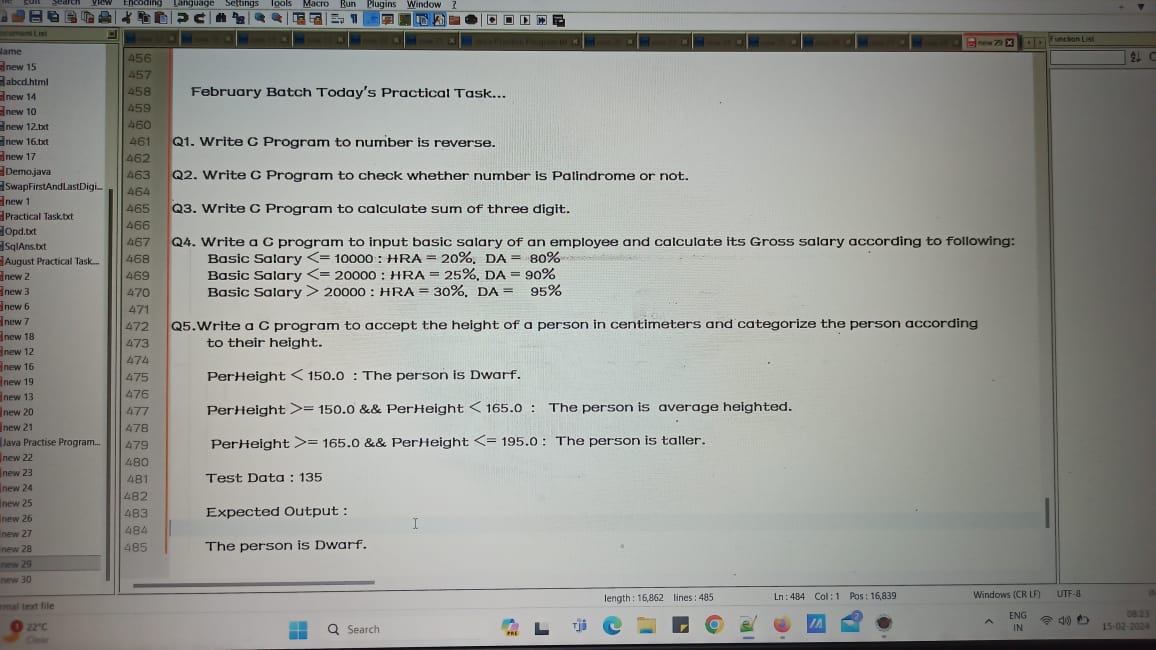 Edit Search View Encoding Language Settings Tools Macro Run Plugins Window ?
new 29
Function List
new 15
abcd.html
new 14
new 10
new 12.txt
new 16.txt
new 17
Demo.java
SwapFirstAndLastDigi...
new 1
Practical Task.txt
Opd.txt
SqlAns.txt
August Practical Task...
new 2
new 3
new 6
new 7
new 18
new 12
new 16
new 19
new 13
new 20
new 21
Java Practise Program...
new 22
new 23
new 24
new 25
new 26
new 27
new 28
new 29
new 30
456
457
458 February Batch Today's Practical Task...
459
460
461 Q1. Write C Program to number is reverse.
462
463 Q2. Write C Program to check whether number is Palindrome or not.
464
465 Q3. Write C Program to calculate sum of three digit.
466
467 Q4. Write a C program to input basic salary of an employee and calculate its Gross salary according to following:
468 Basic Salary <= 10000 : HRA = 20%, DA = 80%
469 Basic Salary <= 20000 : HRA = 25%, DA = 90%
470 Basic Salary > 20000 : HRA = 30%, DA = 95%
471
472 Q5.Write a C program to accept the height of a person in centimeters and categorize the person according
473 to their height.
474
475 PerHeight < 150.0 : The person is Dwarf.
476
477 PerHeight >= 150.0 && PerHeight < 165.0 : The person is average heighted.
478
479 PerHeight >= 165.0 && PerHeight <= 195.0 : The person is taller.
480
481 Test Data : 135
482
483 Expected Output :
484
485 The person is Dwarf.
length : 16,862 lines : 485 Ln : 484 Col : 1 Pos : 16,839 Windows (CR LF) UTF-8
text file
22°C
Clear
Search
ENG
IN
08:23
15-02-2024